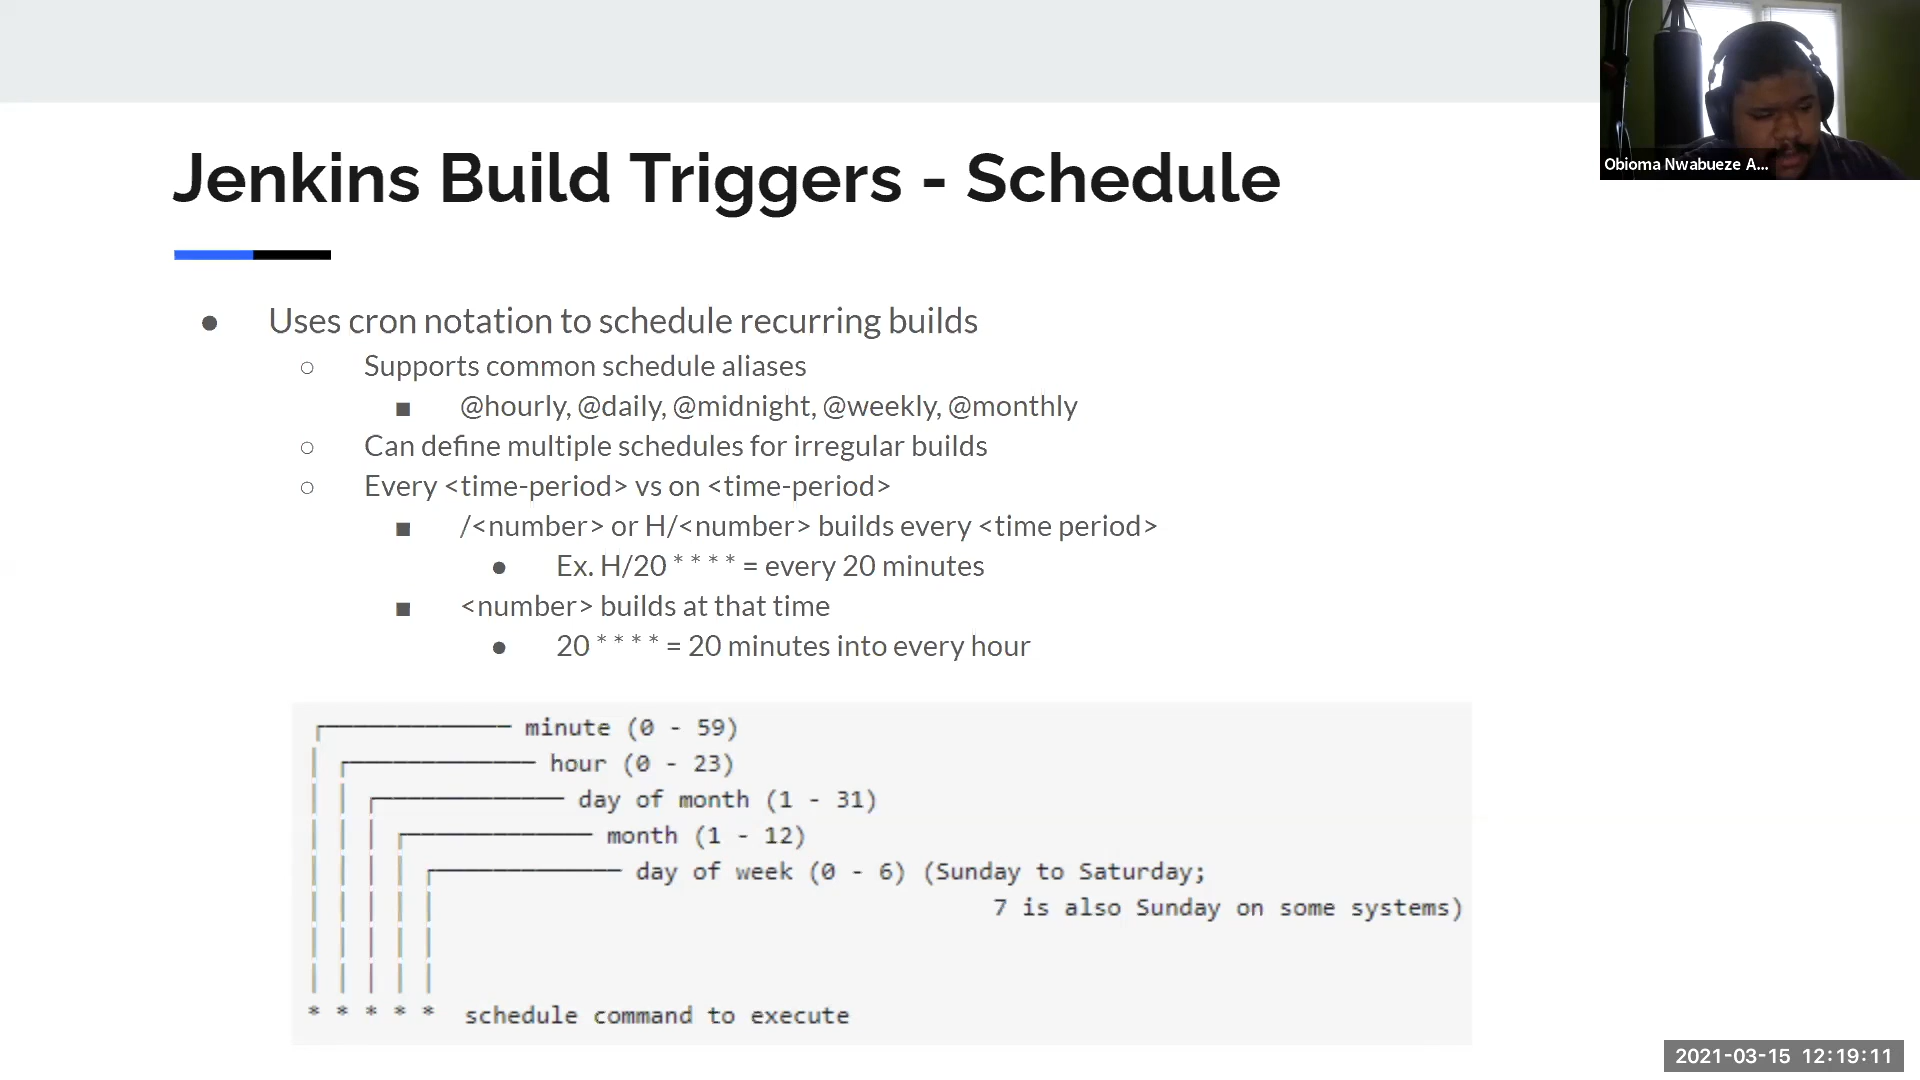 Jenkins Build Triggers - Schedule
Obioma Nwabueze A...
● Uses cron notation to schedule recurring builds
○ Supports common schedule aliases
■ @hourly, @daily, @midnight, @weekly, @monthly
○ Can define multiple schedules for irregular builds
○ Every <time-period> vs on <time-period>
■ /<number> or H/<number> builds every <time period>
● Ex. H/20 * * * * = every 20 minutes
■ <number> builds at that time
● 20 * * * * = 20 minutes into every hour
minute (0 - 59)
hour (0 - 23)
day of month (1 - 31)
month (1 - 12)
day of week (0 - 6) (Sunday to Saturday;
7 is also Sunday on some systems)
* * * * * schedule command to execute
2021-03-15 12:19:11